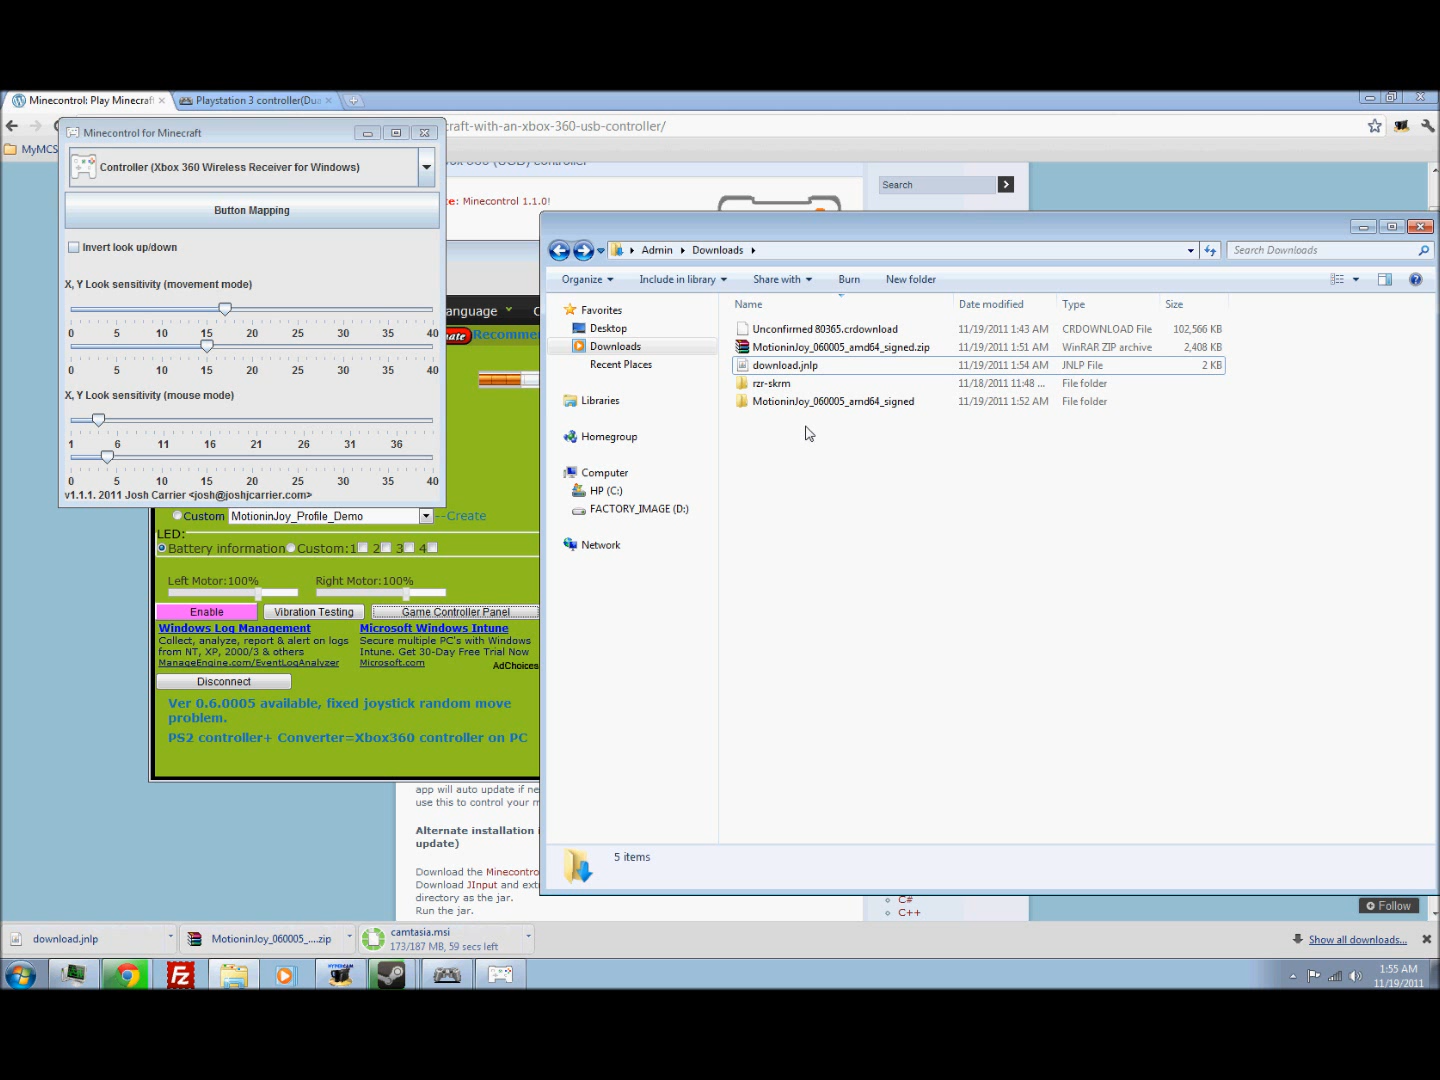 Minecontrol: Play Minecraft
Playstation 3 controller(Dua
craft-with-an-xbox-360-usb-controller/
MyMCS
Minecontrol for Minecraft
Controller (Xbox 360 Wireless Receiver for Windows)
Button Mapping
Invert look up/down
X, Y Look sensitivity (movement mode)
0 5 10 15 20 25 30 35 40
0 5 10 15 20 25 30 35 40
X, Y Look sensitivity (mouse mode)
1 6 11 16 21 26 31 36
0 5 10 15 20 25 30 35 40
v1.1.1. 2011 Josh Carrier <josh@joshjcarrier.com>
controller
Minecontrol 1.1.0!
Search
anguage
Recomme
Custom MotioninJoy_Profile_Demo --Create
LED:
Battery information Custom:1 2 3 4
Left Motor:100% Right Motor:100%
Enable Vibration Testing Game Controller Panel
Windows Log Management
Collect, analyze, report & alert on logs
from NT, XP, 2000/3 & others
ManageEngine.com/EventLogAnalyzer
Microsoft Windows Intune
Secure multiple PC's with Windows
Intune. Get 30-Day Free Trial Now
Microsoft.com
AdChoices
Disconnect
Ver 0.6.0005 available, fixed joystick random move
problem.
PS2 controller+ Converter=Xbox360 controller on PC
app will auto update if ne
use this to control your m
Alternate installation i
update)
Download the Minecontro
Download JInput and ext
directory as the jar.
Run the jar.
Admin Downloads
Search Downloads
Organize Include in library Share with Burn New folder
Favorites
Desktop
Downloads
Recent Places
Libraries
Homegroup
Computer
HP (C:)
FACTORY_IMAGE (D:)
Network
Name Date modified Type Size
Unconfirmed 80365.crdownload 11/19/2011 1:43 AM CRDOWNLOAD File 102,566 KB
MotioninJoy_060005_amd64_signed.zip 11/19/2011 1:51 AM WinRAR ZIP archive 2,408 KB
download.jnlp 11/19/2011 1:54 AM JNLP File 2 KB
rzr-skrm 11/18/2011 11:48 ... File folder
MotioninJoy_060005_amd64_signed 11/19/2011 1:52 AM File folder
5 items
C#
C++
Follow
download.jnlp
MotioninJoy_060005_....zip
camtasia.msi
173/187 MB, 59 secs left
Show all downloads...
HYPERCAM
1:55 AM
11/19/2011